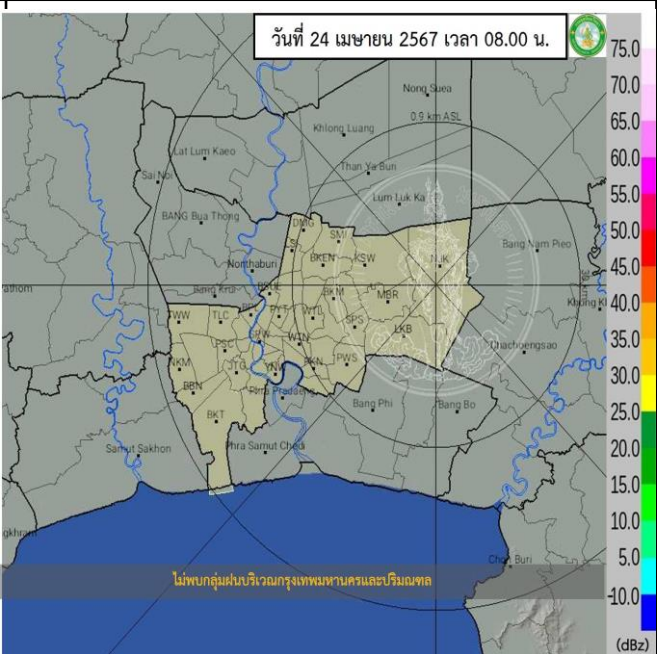 วันที่ 24 เมษายน 2567 เวลา 08.00 น.
75.0
70.0
65.0
60.0
55.0
50.0
45.0
40.0
35.0
30.0
25.0
20.0
15.0
10.0
5.0
-10.0
(dBz)
Nong Suea
0.9 km ASL
Khlong Luang
Lat Lum Kaeo
Than Ya Buri
Sai Noi
Lum Luk Ka
BANG Bua Thong
DMG
SMI
Bang Nam Pieo
Nonthaburi
BKEN
KSW
NJK
Bang Kruai
BKM
MBR
TWW
TLC
PYT
WTL
SPS
LKB
PSC
WTN
Chachoengsao
NKM
JTG
PKN
PWS
BBN
Phra Pradaeng
BKT
Bang Phi
Bang Bo
Samut Sakhon
Phra Samut Chedi
Chon Buri
ไม่พบกลุ่มฝนบริเวณกรุงเทพมหานครและปริมณฑล